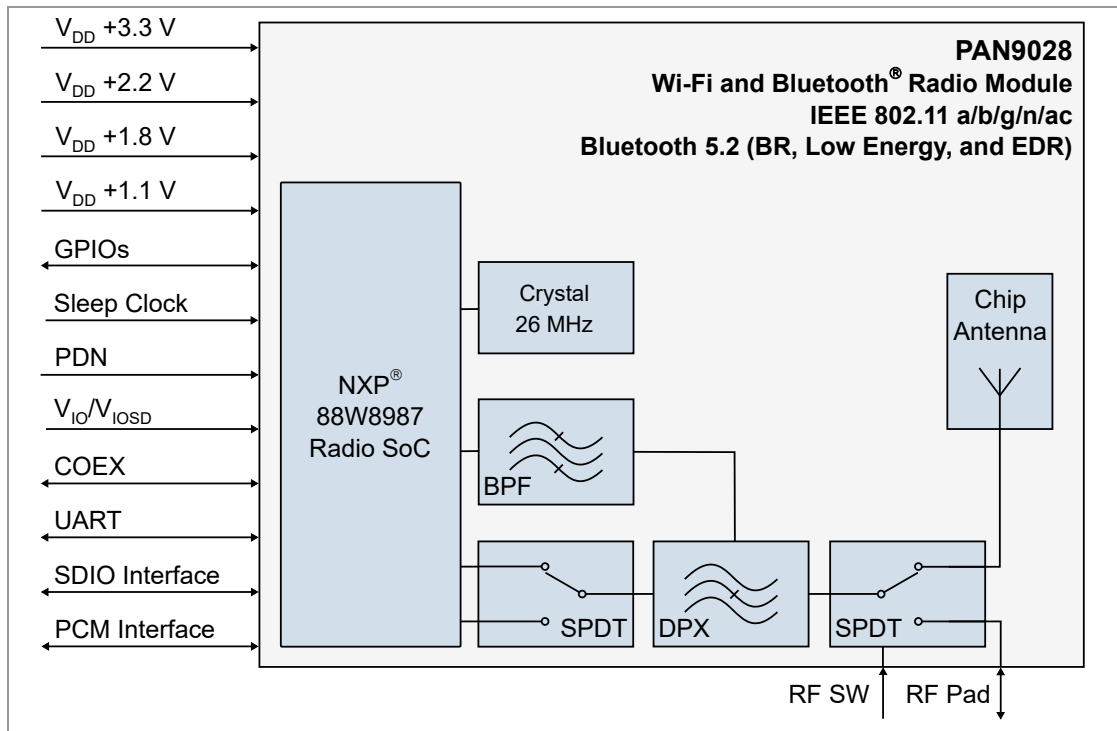 V_DD +3.3 V
V_DD +2.2 V
V_DD +1.8 V
V_DD +1.1 V
GPIOs
Sleep Clock
PDN
V_IO/V_IOSD
COEX
UART
SDIO Interface
PCM Interface
PAN9028
Wi-Fi and Bluetooth® Radio Module
IEEE 802.11 a/b/g/n/ac
Bluetooth 5.2 (BR, Low Energy, and EDR)
NXP®
88W8987
Radio SoC
Crystal
26 MHz
BPF
SPDT
DPX
SPDT
Chip
Antenna
RF SW
RF Pad